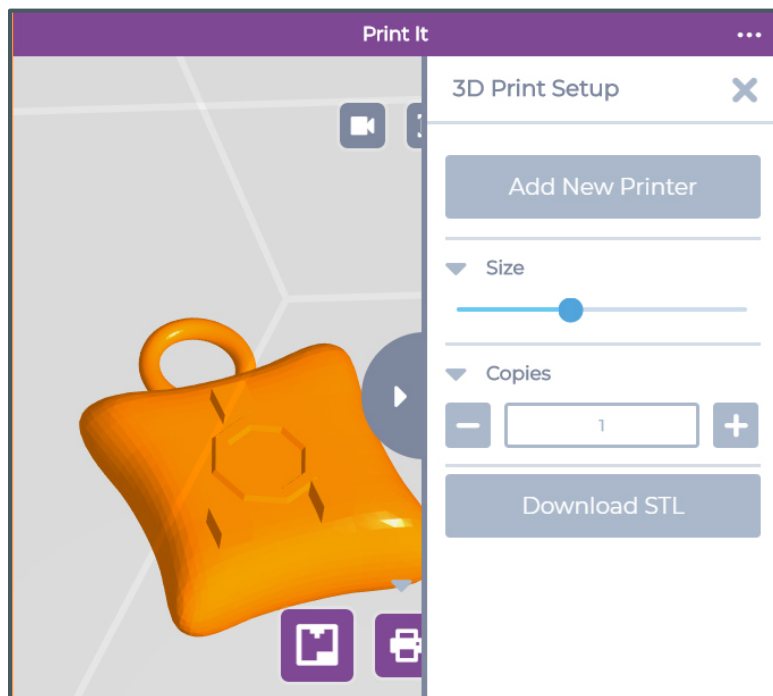 Print It
3D Print Setup
Add New Printer
Size
Copies
1
Download STL